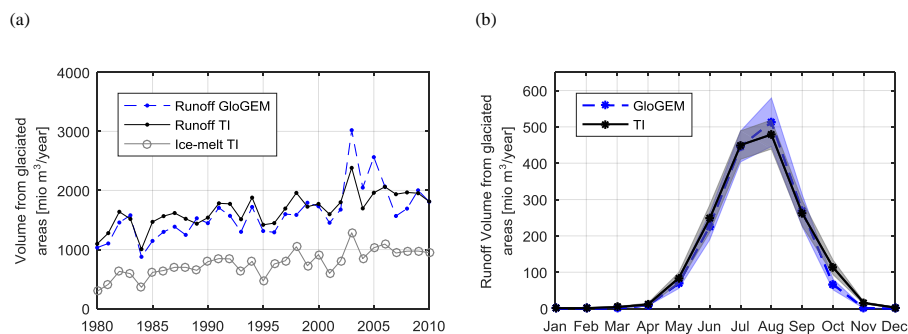 (a)
Volume from glaciated
areas [mio m³/year]
4000
3000
2000
1000
0
Runoff GloGEM
Runoff TI
Ice-melt TI
1980 1985 1990 1995 2000 2005 2010
(b)
Runoff Volume from glaciated
areas [mio m³/year]
600
500
400
300
200
100
0
GloGEM
TI
Jan Feb Mar Apr May Jun Jul Aug Sep Oct Nov Dec